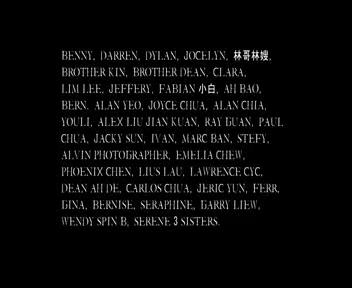 BENNY, DARREN, DYLAN, JOCELYN, 林哥林嫂,
BROTHER KIN, BROTHER DEAN, CLARA,
LIM LEE, JEFFERY, FABIAN 小白, AH BAO,
BERN. ALAN YEO, JOYCE CHUA, ALAN CHIA,
YOULI, ALEX LIU JIAN KUAN, RAY GUAN, PAUL
CHUA, JACKY SUN, IVAN, MARC BAN, STEFY,
ALVIN PHOTOGRAPHER, EMELIA CHEW,
PHOENIX CHEN, LIUS LAU, LAWRENCE CYC,
DEAN AH DE, CARLOS CHUA, JERIC YUN, FERR,
GINA, BERNISE, SERAPHINE, GARRY LIEW,
WENDY SPIN B, SERENE 3 SISTERS.